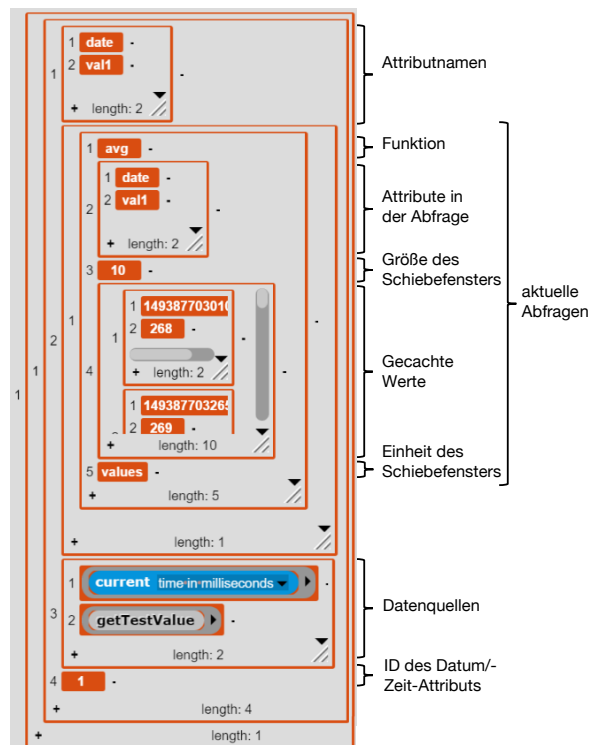 1 date -
2 val1 -
1
-
+ length: 2
Attributnamen
1 avg -
Funktion
1 date -
2 val1 -
2
-
+ length: 2
Attribute in
der Abfrage
3 10 -
Größe des
Schiebefensters
1 149387703010
2 268 -
1
-
+ length: 2
1 149387703265
2 269 -
4
-
+ length: 10
Gecachte
Werte
5 values -
Einheit des
Schiebefensters
+ length: 5
1
-
+ length: 1
2
aktuelle
Abfragen
1 current time in milliseconds -
2 getTestValue -
3
+ length: 2
Datenquellen
4 1 -
ID des Datum/-
Zeit-Attributs
+ length: 4
1
+ length: 1
1